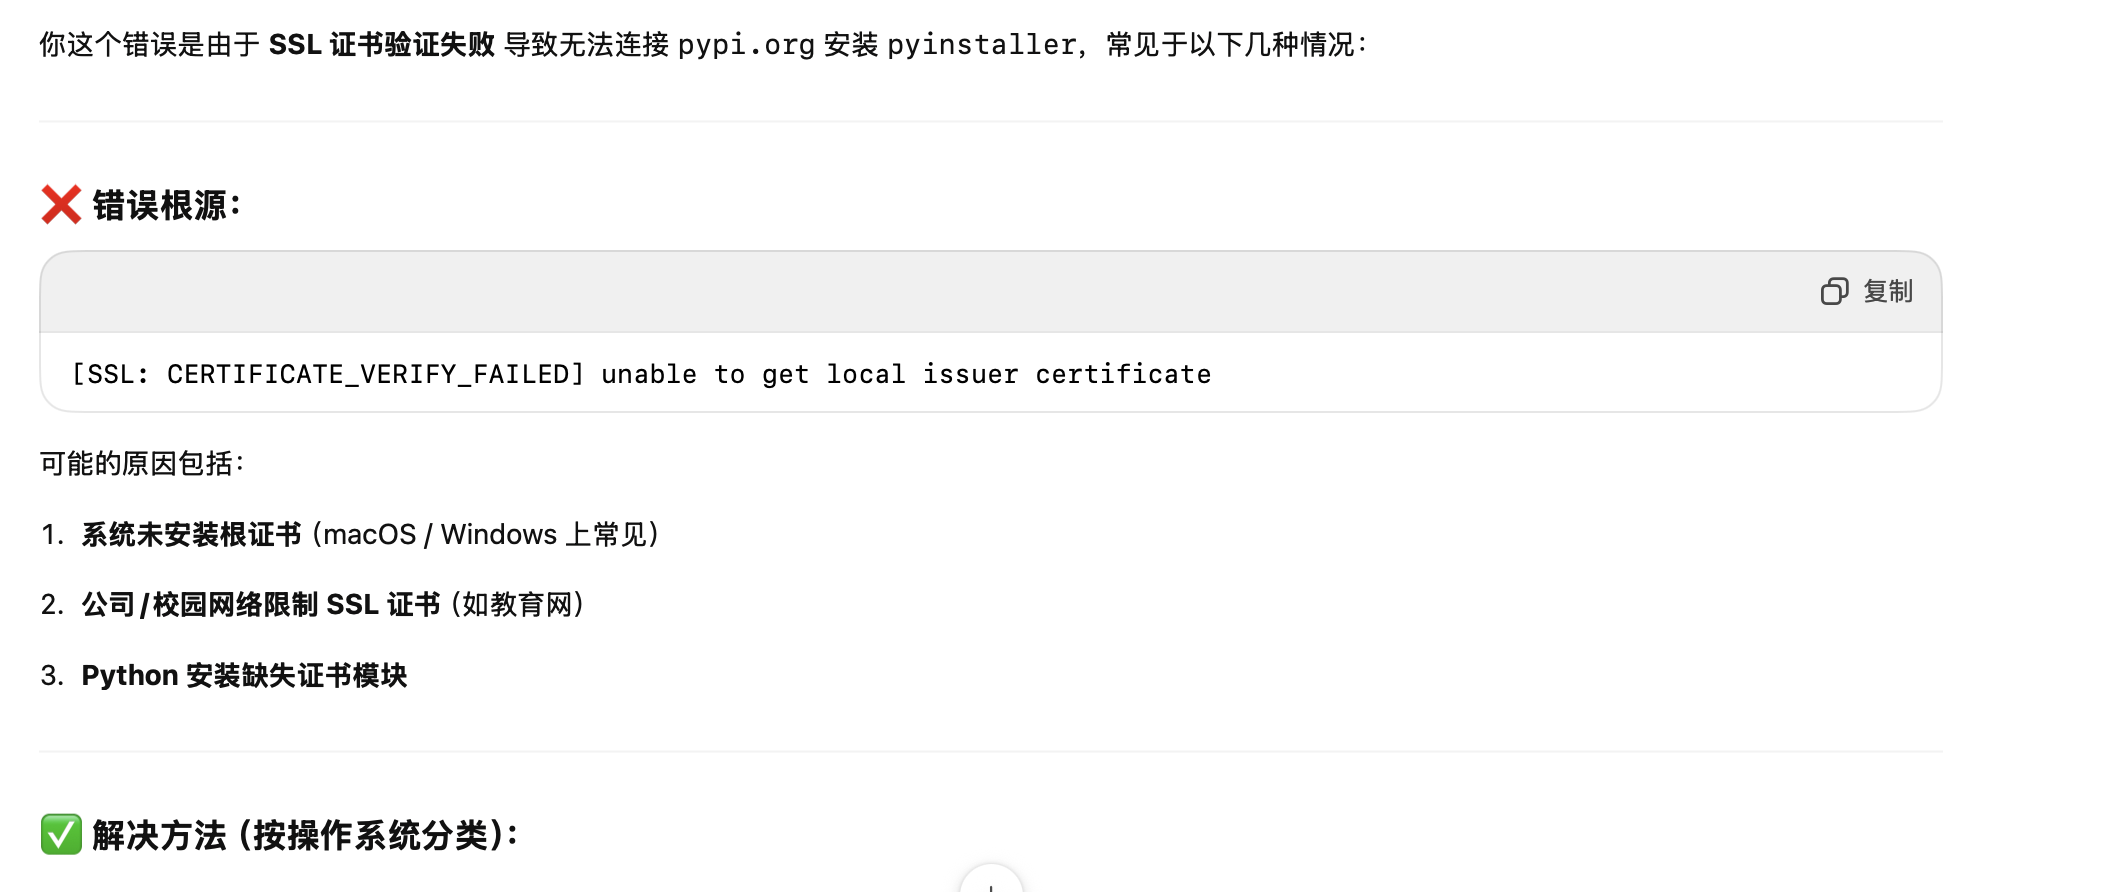 你这个错误是由于 SSL 证书验证失败 导致无法连接 pypi.org 安装 pyinstaller，常见于以下几种情况：
❌ 错误根源：
复制
[SSL: CERTIFICATE_VERIFY_FAILED] unable to get local issuer certificate
可能的原因包括：
1. 系统未安装根证书（macOS / Windows 上常见）
2. 公司/校园网络限制 SSL 证书（如教育网）
3. Python 安装缺失证书模块
✅ 解决方法（按操作系统分类）：